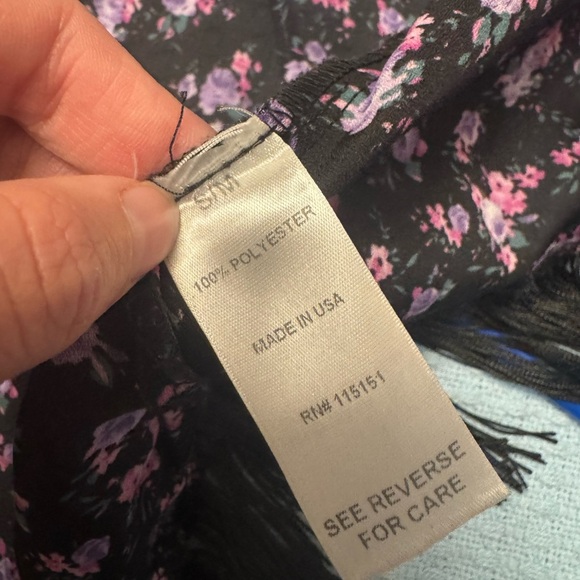 S/M
100% POLYESTER
MADE IN USA
RN# 115151
SEE REVERSE
FOR CARE